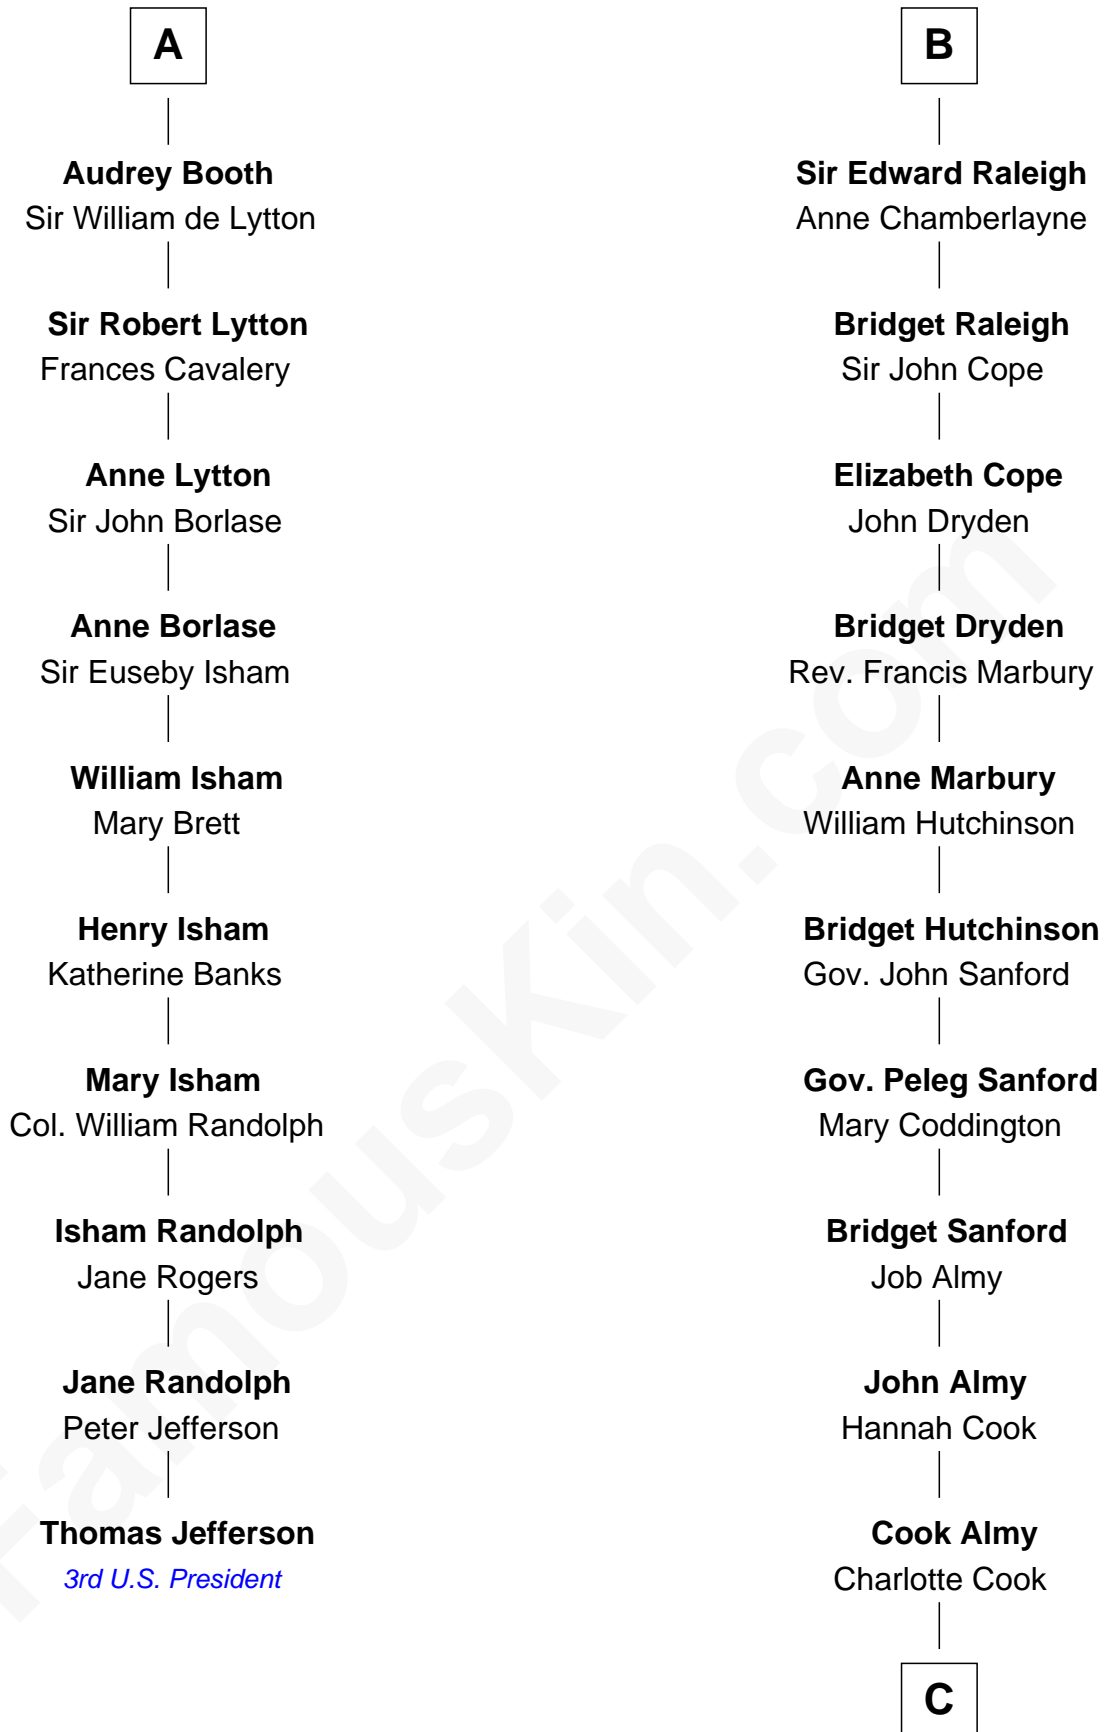 A
Audrey Booth
Sir William de Lytton
Sir Robert Lytton
Frances Cavalery
Anne Lytton
Sir John Borlase
Anne Borlase
Sir Euseby Isham
William Isham
Mary Brett
Henry Isham
Katherine Banks
Mary Isham
Col. William Randolph
Isham Randolph
Jane Rogers
Jane Randolph
Peter Jefferson
Thomas Jefferson
3rd U.S. President
B
Sir Edward Raleigh
Anne Chamberlayne
Bridget Raleigh
Sir John Cope
Elizabeth Cope
John Dryden
Bridget Dryden
Rev. Francis Marbury
Anne Marbury
William Hutchinson
Bridget Hutchinson
Gov. John Sanford
Gov. Peleg Sanford
Mary Coddington
Bridget Sanford
Job Almy
John Almy
Hannah Cook
Cook Almy
Charlotte Cook
C
FamousKin.com